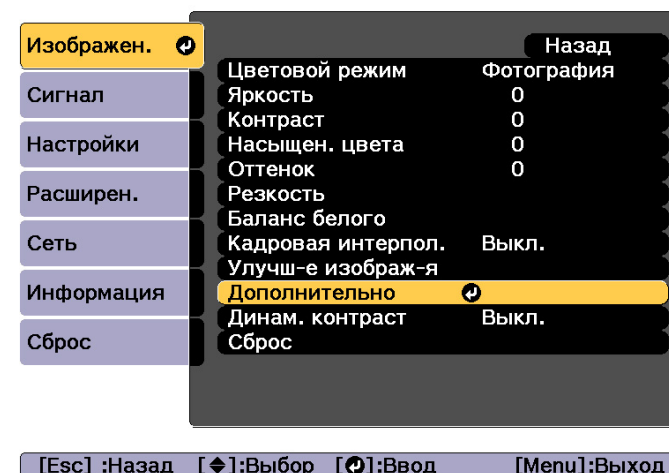 Изображен.
Сигнал
Настройки
Расширен.
Сеть
Информация
Сброс
Назад
Цветовой режим Фотография
Яркость 0
Контраст 0
Насыщен. цвета 0
Оттенок 0
Резкость
Баланс белого
Кадровая интерпол. Выкл.
Улучш-е изображ-я
Дополнительно
Динам. контраст Выкл.
Сброс
[Esc] :Назад [◆]:Выбор [↵]:Ввод [Menu]:Выход